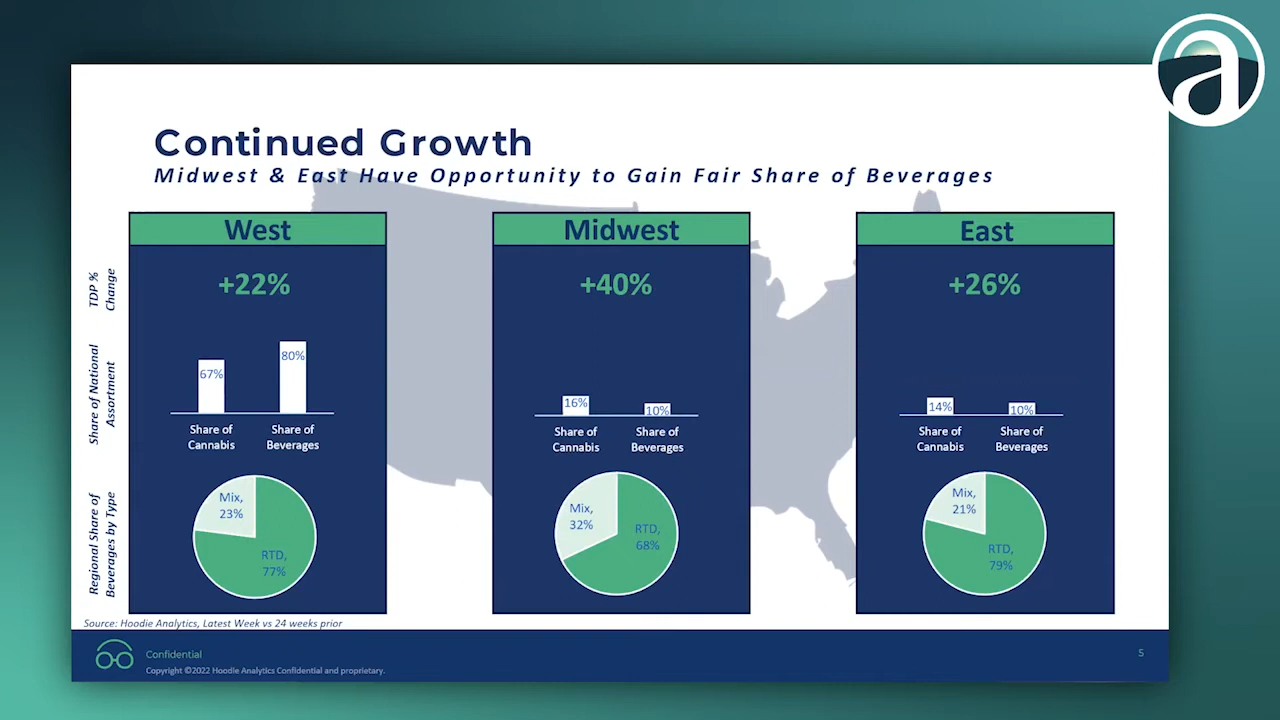 Continued Growth
Midwest & East Have Opportunity to Gain Fair Share of Beverages
West
Midwest
East
TDP %
Change
+22%
+40%
+26%
Share of National
Assortment
67%
80%
Share of
Cannabis
Share of
Beverages
16%
10%
Share of
Cannabis
Share of
Beverages
14%
10%
Share of
Cannabis
Share of
Beverages
Regional Share of
Beverages by Type
Mix,
23%
RTD,
77%
Mix,
32%
RTD,
68%
Mix,
21%
RTD,
79%
Source: Hoodie Analytics, Latest Week vs 24 weeks prior
Confidential
Copyright ©2022 Hoodie Analytics Confidential and proprietary.
5
a